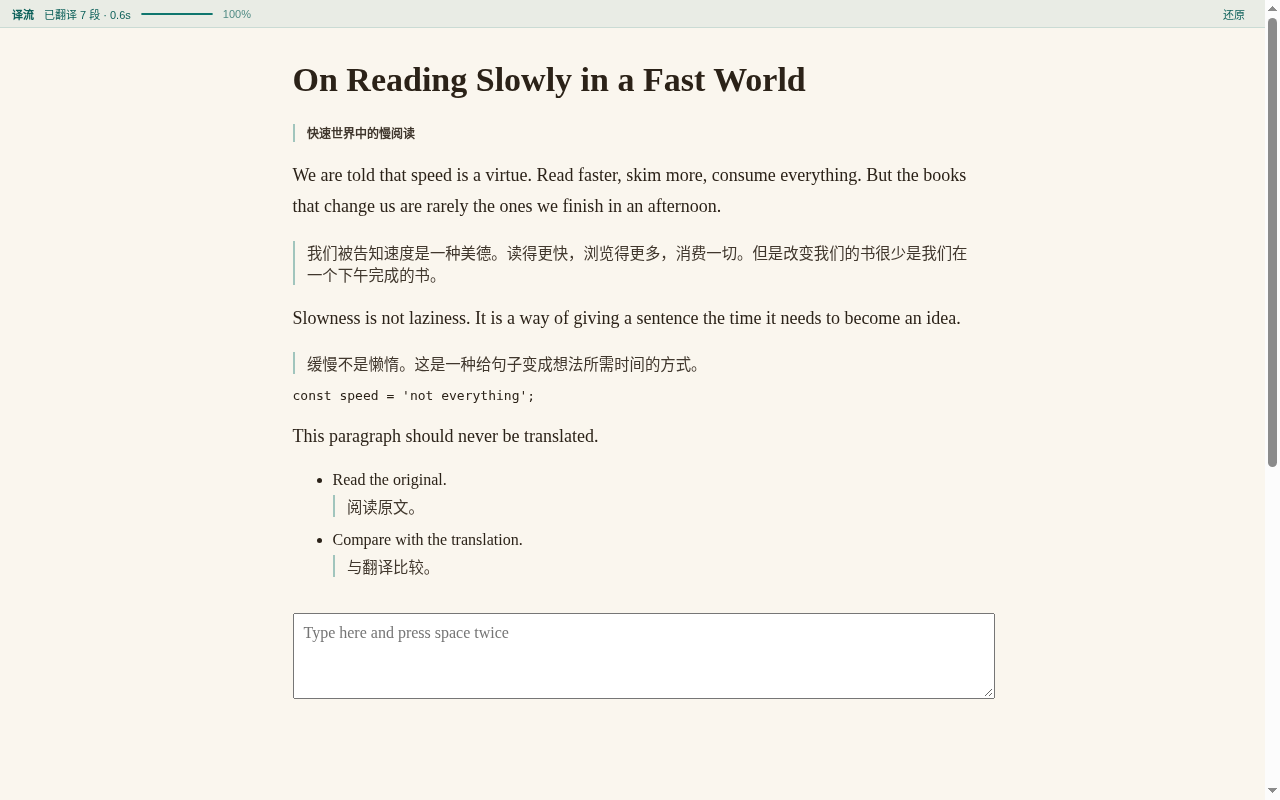 译流 已翻译 7 段 · 0.6s 100% 还原
On Reading Slowly in a Fast World
快速世界中的慢阅读
We are told that speed is a virtue. Read faster, skim more, consume everything. But the books
that change us are rarely the ones we finish in an afternoon.
我们被告知速度是一种美德。读得更快，浏览得更多，消费一切。但是改变我们的书很少是我们在
一个下午完成的书。
Slowness is not laziness. It is a way of giving a sentence the time it needs to become an idea.
缓慢不是懒惰。这是一种给句子变成想法所需时间的方式。
const speed = 'not everything';
This paragraph should never be translated.
• Read the original.
阅读原文。
• Compare with the translation.
与翻译比较。
Type here and press space twice